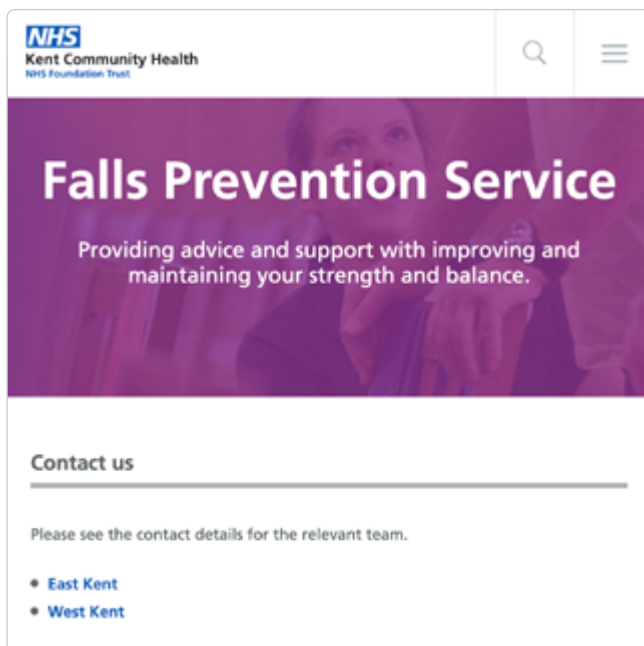 NHS
Kent Community Health
NHS Foundation Trust
Falls Prevention Service
Providing advice and support with improving and
maintaining your strength and balance.
Contact us
Please see the contact details for the relevant team.
East Kent
West Kent